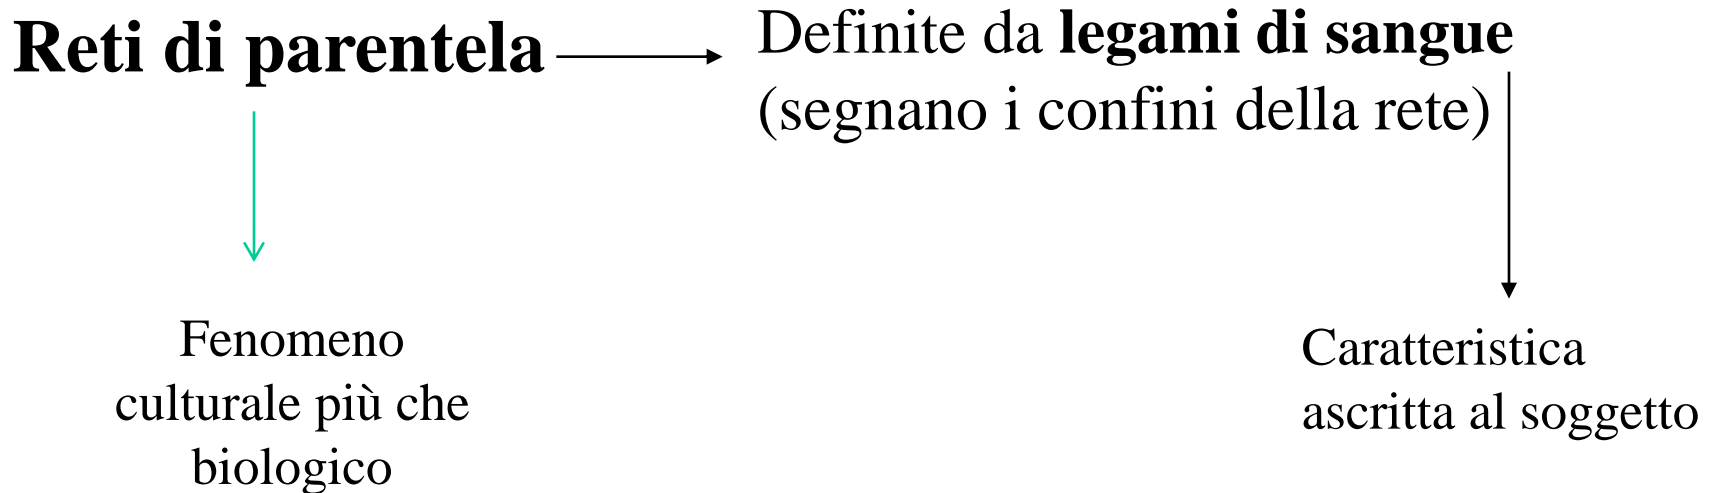 Reti di parentela
Definite da legami di sangue
(segnano i confini della rete)
Fenomeno
culturale più che
biologico
Caratteristica
ascritta al soggetto